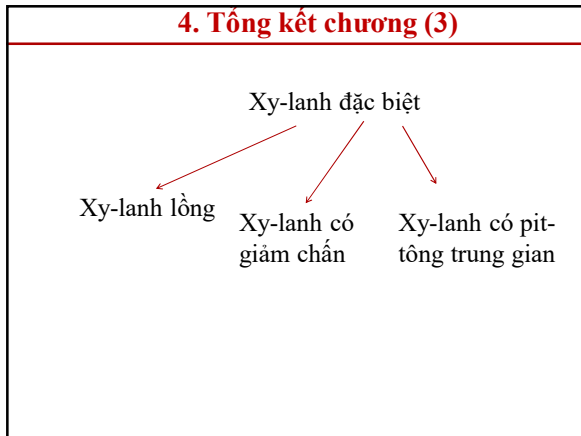 4. Tổng kết chương (3)
Xy-lanh đặc biệt
Xy-lanh lồng
Xy-lanh có
giảm chấn
Xy-lanh có pit-
tông trung gian